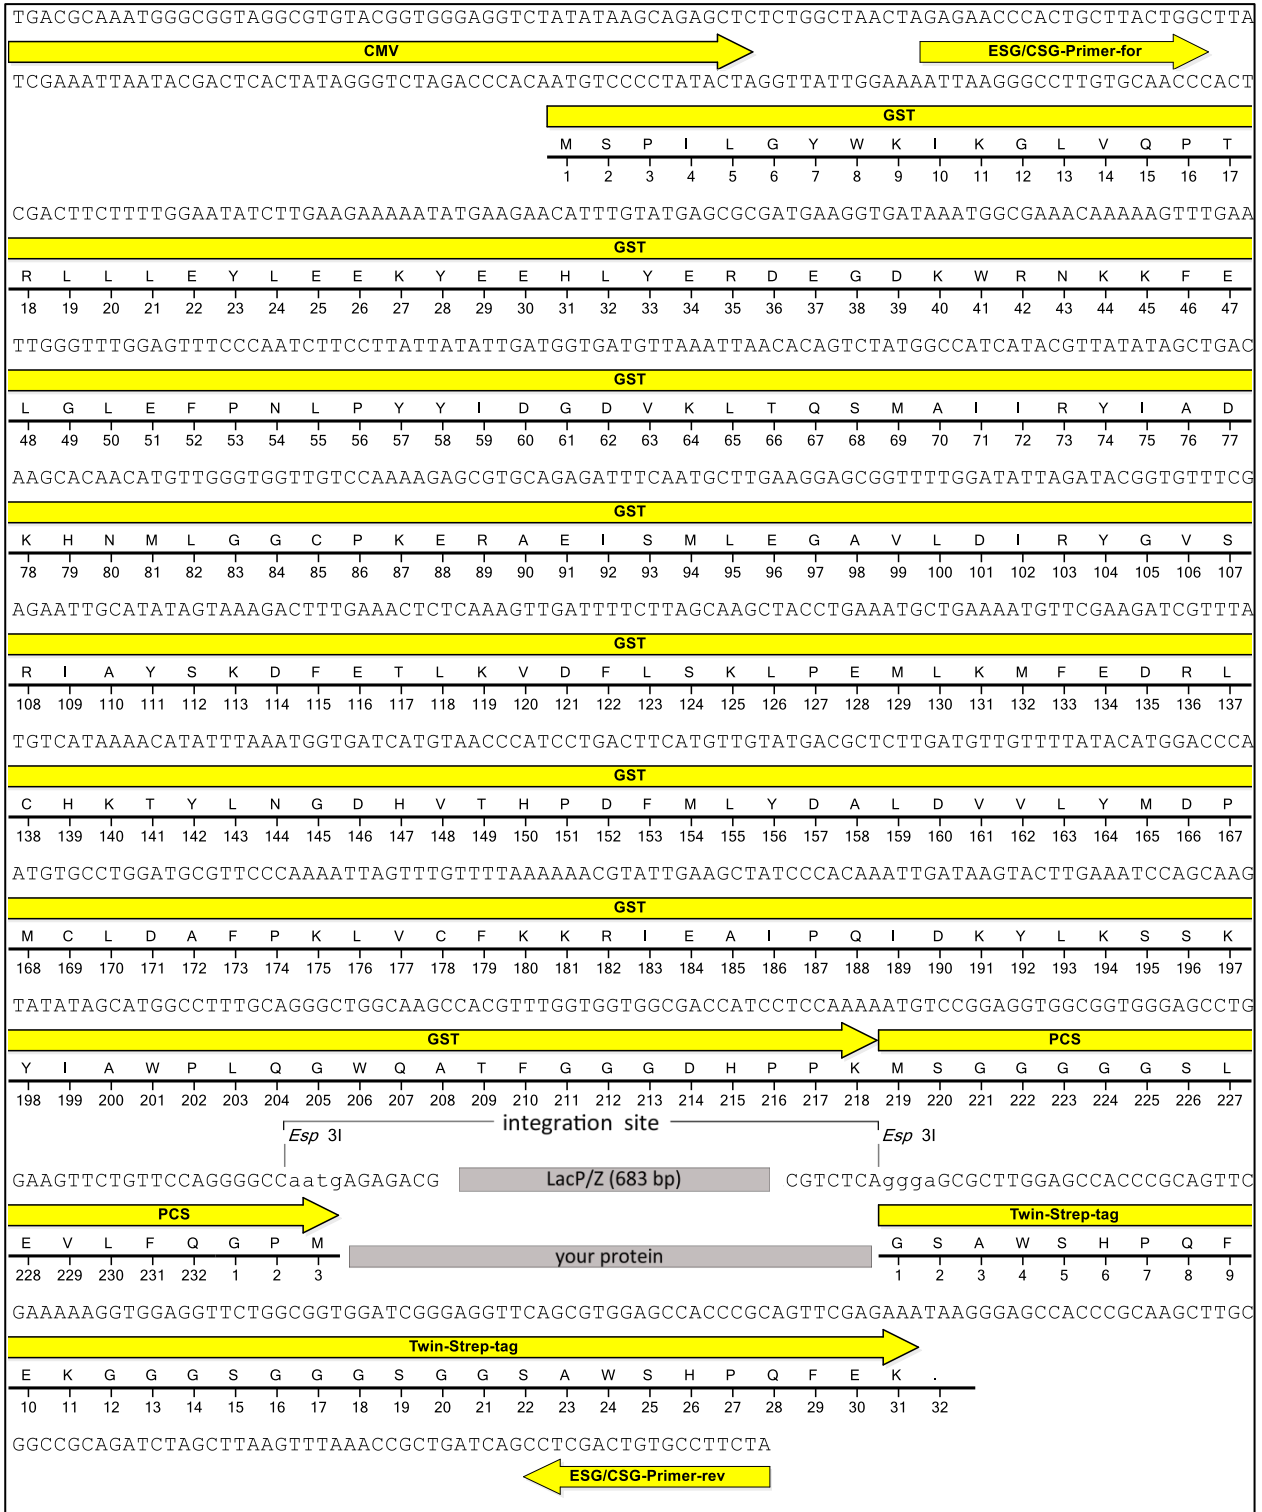 TGACGCAAATGGGCGGTAGGCGTGTACGGTGGGAGGTCTATATAAGCAGAGCTCTCTGGCTAACTAGAGAACCCACTGCTTACTGGCTTA
CMV ESG/CSG-Primer-for
TCGAAATTAATACGACTCACTATAGGGTCTAGACCCACAATGTCCCCTATACTAGGTTATTGGAAAATTAAGGGCCTTGTGCAACCCACT
GST
M S P I L G Y W K I K G L V Q P T
1 2 3 4 5 6 7 8 9 10 11 12 13 14 15 16 17
CGACTTCTTTTGGAATATCTTGAAGAAAAATATGAAGAACATTTGTATGAGCGCGATGAAGGTGATAAATGGCGAAACAAAAAGTTTGAA
GST
R L L L E Y L E E K Y E E H L Y E R D E G D K W R N K K F E
18 19 20 21 22 23 24 25 26 27 28 29 30 31 32 33 34 35 36 37 38 39 40 41 42 43 44 45 46 47
TTGGGTTTGGAGTTTCCCAATCTTCCTTATTATATTGATGGTGATGTTAAATTAACACAGTCTATGGCCATCATACGTTATATAGCTGAC
GST
L G L E F P N L P Y Y I D G D V K L T Q S M A I I R Y I A D
48 49 50 51 52 53 54 55 56 57 58 59 60 61 62 63 64 65 66 67 68 69 70 71 72 73 74 75 76 77
AAGCACAACATGTTGGGTGGTTGTCCAAAAGAGCGTGCAGAGATTTCAATGCTTGAAGGAGCGGTTTTGGATATTAGATACGGTGTTTCG
GST
K H N M L G G C P K E R A E I S M L E G A V L D I R Y G V S
78 79 80 81 82 83 84 85 86 87 88 89 90 91 92 93 94 95 96 97 98 99 100 101 102 103 104 105 106 107
AGAATTGCATATAGTAAAGACTTTGAAACTCTCAAAGTTGATTTTCTTAGCAAGCTACCTGAAATGCTGAAAATGTTCGAAGATCGTTTA
GST
R I A Y S K D F E T L K V D F L S K L P E M L K M F E D R L
108 109 110 111 112 113 114 115 116 117 118 119 120 121 122 123 124 125 126 127 128 129 130 131 132 133 134 135 136 137
TGTCATAAAACATATTTAAATGGTGATCATGTAACCCATCCTGACTTCATGTTGTATGACGCTCTTGATGTTGTTTTATACATGGACCCA
GST
C H K T Y L N G D H V T H P D F M L Y D A L D V V L Y M D P
138 139 140 141 142 143 144 145 146 147 148 149 150 151 152 153 154 155 156 157 158 159 160 161 162 163 164 165 166 167
ATGTGCCTGGATGCGTTCCCAAAATTAGTTTGTTTTAAAAAACGTATTGAAGCTATCCCACAAATTGATAAGTACTTGAAATCCAGCAAG
GST
M C L D A F P K L V C F K K R I E A I P Q I D K Y L K S S K
168 169 170 171 172 173 174 175 176 177 178 179 180 181 182 183 184 185 186 187 188 189 190 191 192 193 194 195 196 197
TATATAGCATGGCCTTTGCAGGGCTGGCAAGCCACGTTTGGTGGTGGCGACCATCCTCCAAAAATGTCCGGAGGTGGCGGTGGGAGCCTG
GST PCS
Y I A W P L Q G W Q A T F G G G D H P P K M S G G G G G S L
198 199 200 201 202 203 204 205 206 207 208 209 210 211 212 213 214 215 216 217 218 219 220 221 222 223 224 225 226 227
integration site
Esp 3I Esp 3I
GAAGTTCTGTTCCAGGGGCCaatgAGAGACG LacP/Z (683 bp) CGTCTCAgggaGCGCTTGGAGCCACCCGCAGTTC
PCS Twin-Strep-tag
E V L F Q G P M your protein G S A W S H P Q F
228 229 230 231 232 1 2 3 1 2 3 4 5 6 7 8 9
GAAAAAGGTGGAGGTTCTGGCGGTGGATCGGGAGGTTCAGCGTGGAGCCACCCGCAGTTCGAGAAATAAGGGAGCCACCCGCAAGCTTGC
Twin-Strep-tag
E K G G G S G G G S G G S A W S H P Q F E K .
10 11 12 13 14 15 16 17 18 19 20 21 22 23 24 25 26 27 28 29 30 31 32
GGCCGCAGATCTAGCTTAAGTTTAAACCGCTGATCAGCCTCGACTGTGCCTTCTA
ESG/CSG-Primer-rev